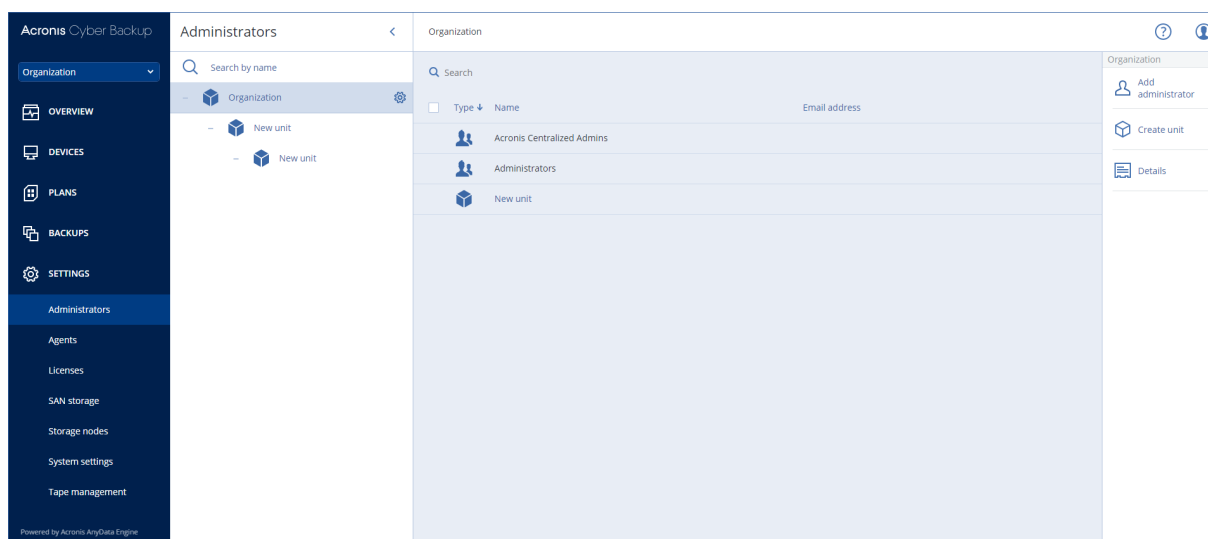 Acronis Cyber Backup
Organization
OVERVIEW
DEVICES
PLANS
BACKUPS
SETTINGS
Administrators
Agents
Licenses
SAN storage
Storage nodes
System settings
Tape management
Powered by Acronis AnyData Engine
Administrators
Search by name
Organization
New unit
New unit
Organization
Search
Type Name Email address
Acronis Centralized Admins
Administrators
New unit
Organization
Add
administrator
Create unit
Details